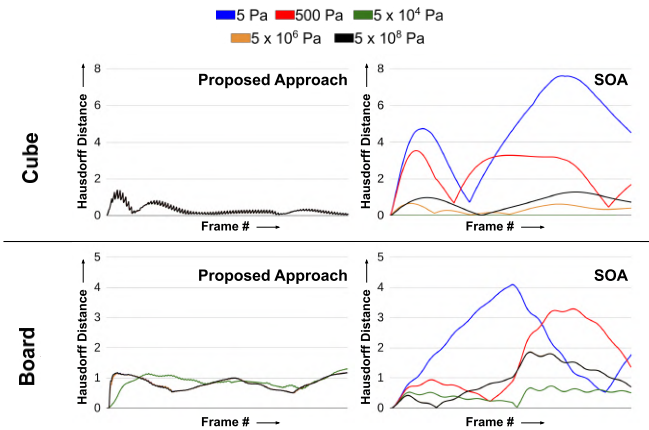 5 Pa 500 Pa 5 x 10⁴ Pa
5 x 10⁶ Pa 5 x 10⁸ Pa
Cube
Hausdorff Distance
8
6
4
2
0
Proposed Approach
Frame #
Hausdorff Distance
8
6
4
2
0
SOA
Frame #
Board
Hausdorff Distance
5
4
3
2
1
0
Proposed Approach
Frame #
Hausdorff Distance
5
4
3
2
1
0
SOA
Frame #